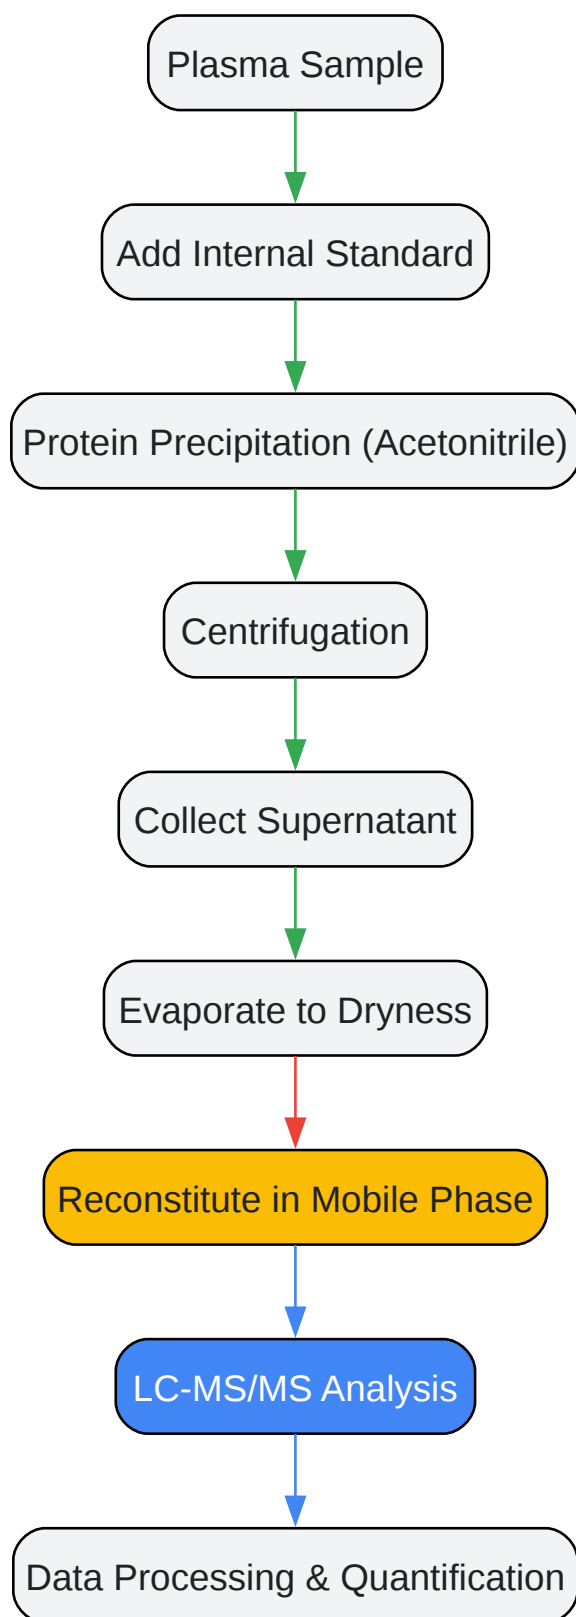 Plasma Sample
Add Internal Standard
Protein Precipitation (Acetonitrile)
Centrifugation
Collect Supernatant
Evaporate to Dryness
Reconstitute in Mobile Phase
LC-MS/MS Analysis
Data Processing & Quantification